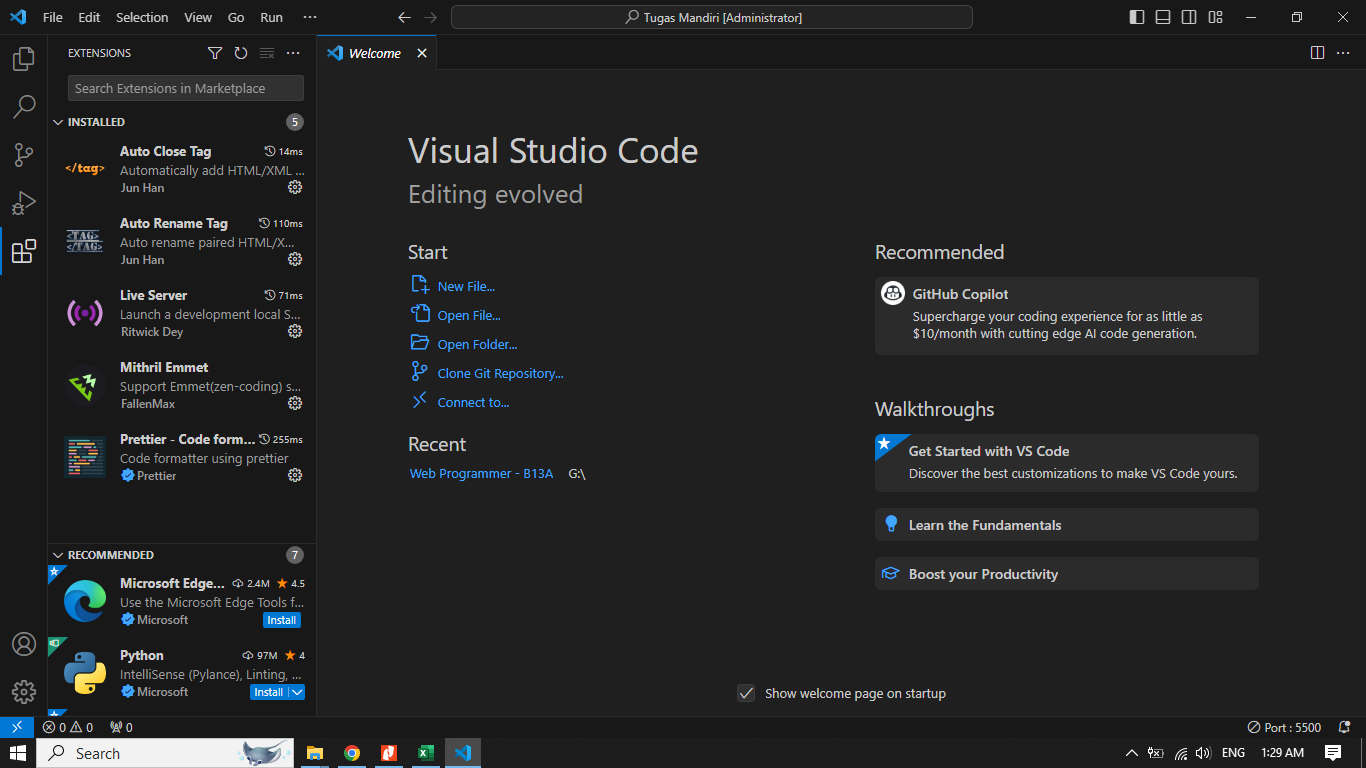 File Edit Selection View Go Run ···
Tugas Mandiri [Administrator]
EXTENSIONS
Search Extensions in Marketplace
INSTALLED 5
</tag>
Auto Close Tag 14ms
Automatically add HTML/XML ...
Jun Han
<TAG>
</TAG>
Auto Rename Tag 110ms
Auto rename paired HTML/X...
Jun Han
Live Server 71ms
Launch a development local S...
Ritwick Dey
Mithril Emmet
Support Emmet(zen-coding) s...
FallenMax
Prettier - Code form... 255ms
Code formatter using prettier
Prettier
RECOMMENDED 7
Microsoft Edge... 2.4M 4.5
Use the Microsoft Edge Tools f...
Microsoft Install
Python 97M 4
IntelliSense (Pylance), Linting, ...
Microsoft Install
Welcome
Visual Studio Code
Editing evolved
Start
New File...
Open File...
Open Folder...
Clone Git Repository...
Connect to...
Recent
Web Programmer - B13A G:\
Recommended
GitHub Copilot
Supercharge your coding experience for as little as
$10/month with cutting edge AI code generation.
Walkthroughs
Get Started with VS Code
Discover the best customizations to make VS Code yours.
Learn the Fundamentals
Boost your Productivity
Show welcome page on startup
0 0 0
Port : 5500
Search
ENG 1:29 AM